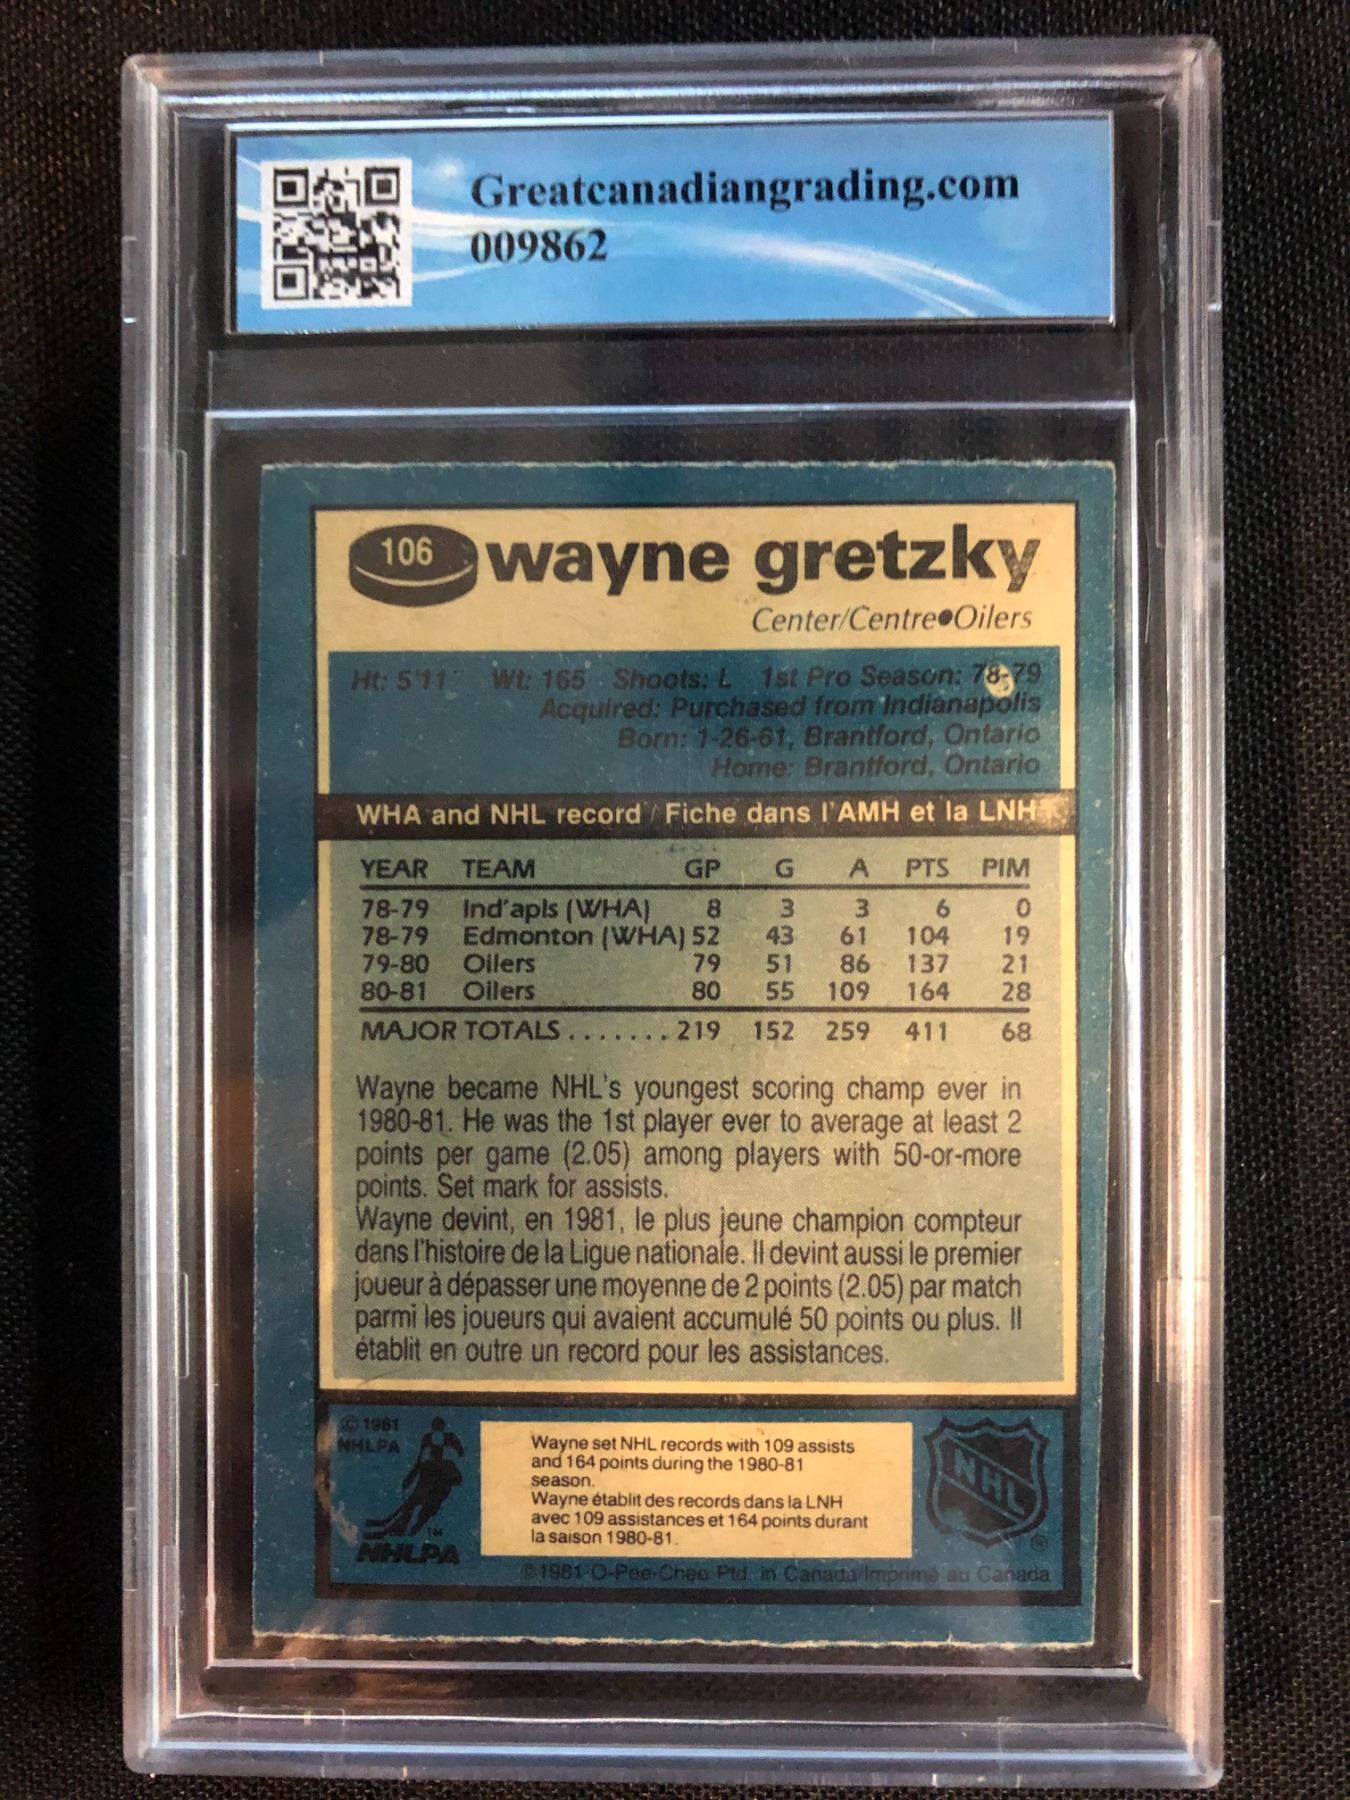 Greatcanadiangrading.com
009862
106
wayne gretzky
Center/Centre●Oilers
Ht: 5'11" Wt: 165 Shoots: L 1st Pro Season: 78-79
Acquired: Purchased from Indianapolis
Born: 1-26-61, Brantford, Ontario
Home: Brantford, Ontario
WHA and NHL record / Fiche dans l'AMH et la LNH
YEAR TEAM GP G A PTS PIM
78-79 Ind'apls (WHA) 8 3 3 6 0
78-79 Edmonton (WHA) 52 43 61 104 19
79-80 Oilers 79 51 86 137 21
80-81 Oilers 80 55 109 164 28
MAJOR TOTALS ....... 219 152 259 411 68
Wayne became NHL's youngest scoring champ ever in
1980-81. He was the 1st player ever to average at least 2
points per game (2.05) among players with 50-or-more
points. Set mark for assists.
Wayne devint, en 1981, le plus jeune champion compteur
dans l'histoire de la Ligue nationale. Il devint aussi le premier
joueur à dépasser une moyenne de 2 points (2.05) par match
parmi les joueurs qui avaient accumulé 50 points ou plus. Il
établit en outre un record pour les assistances.
© 1981
NHLPA
NHLPA
Wayne set NHL records with 109 assists
and 164 points during the 1980-81
season.
Wayne établit des records dans la LNH
avec 109 assistances et 164 points durant
la saison 1980-81.
NHL
®
©1981 O-Pee-Chee Ptd. in Canada/Imprimé au Canada